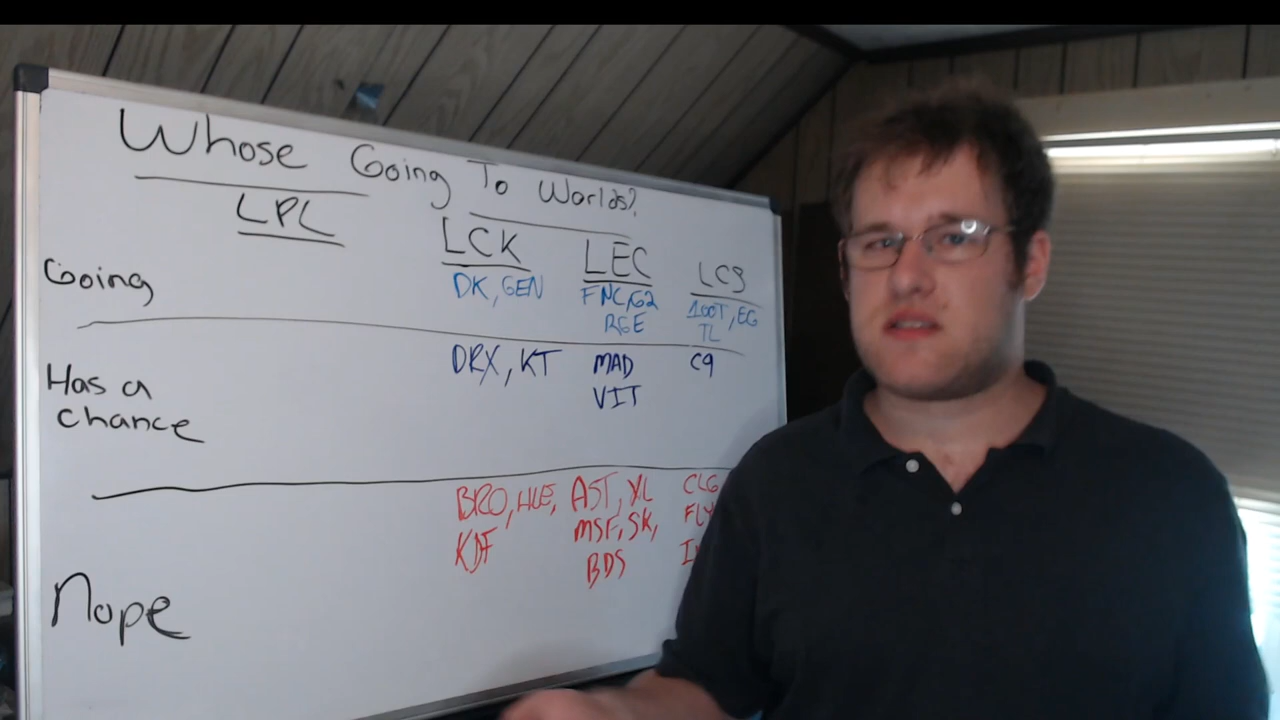 Whose Going To Worlds?
LPL LCK LEC LCS
Going
DK, GEN
FNC, G2
RGE
100T, EG
TL
Has a
chance
DRX, KT
MAD
VIT
C9
Nope
BRO, HLE,
KDF
AST, XL
MSF, SK,
BDS
CLG
FLY